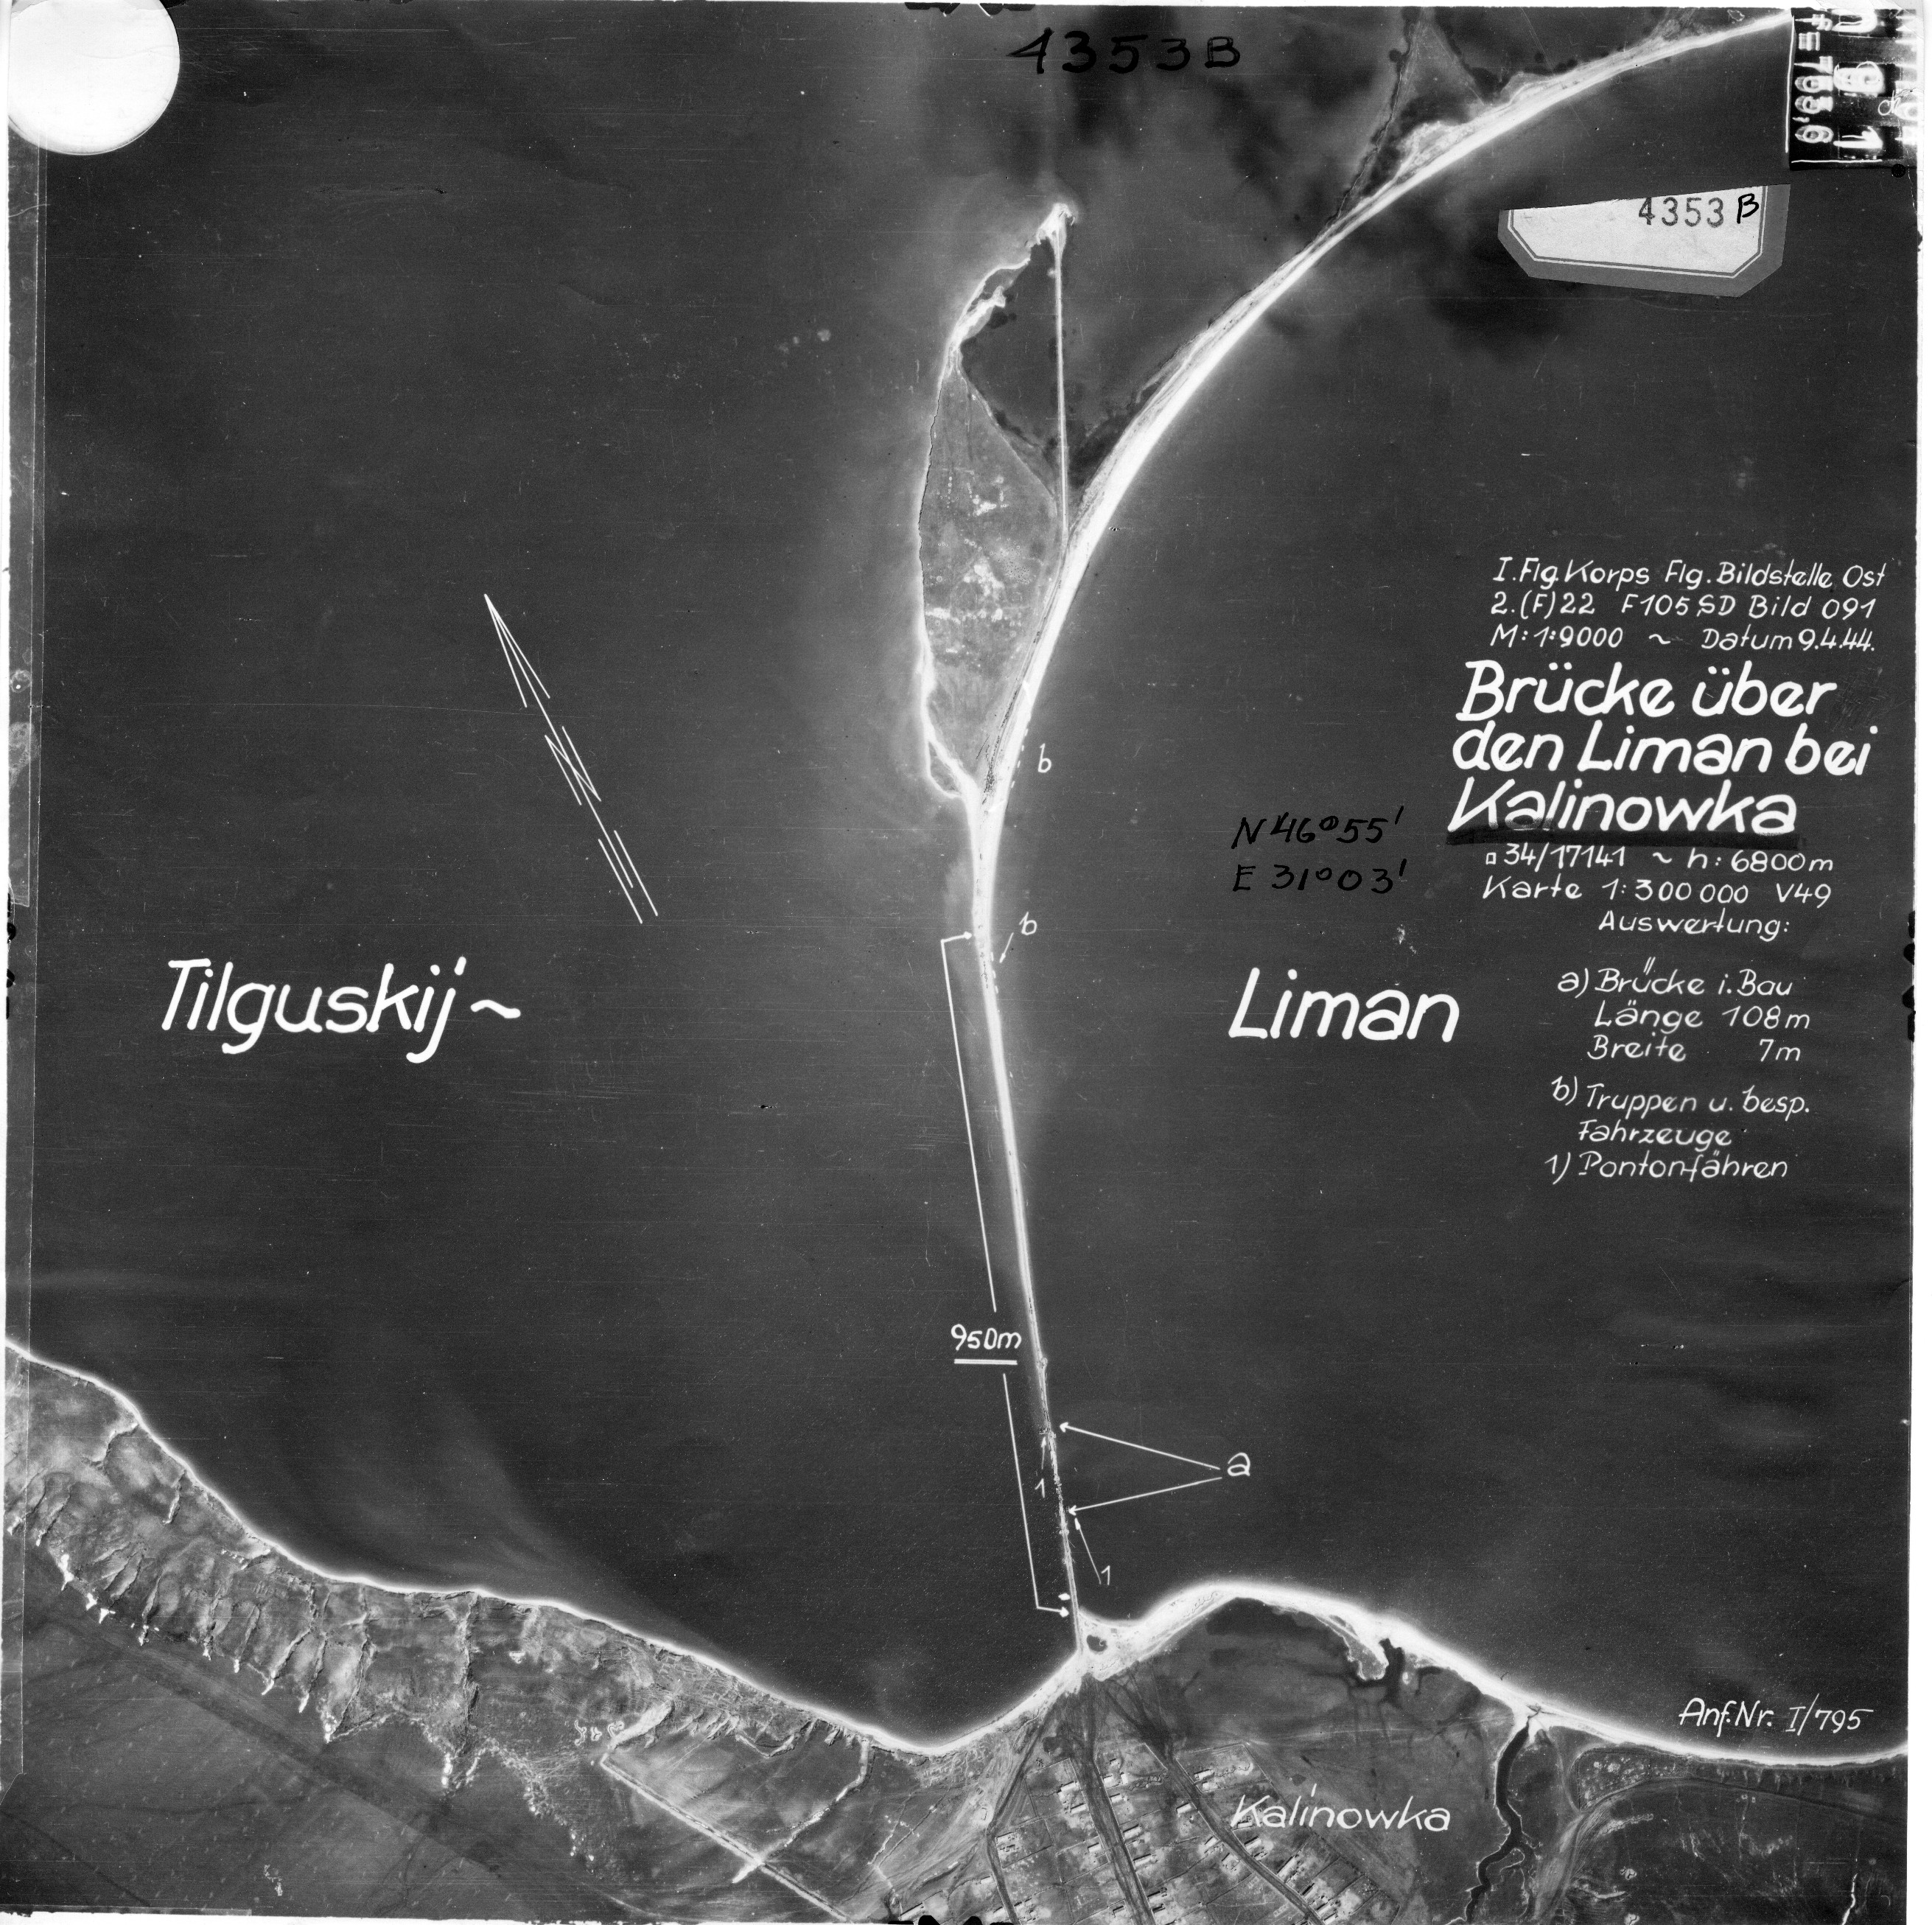 4353B
4353 B
I. Flg. Korps Flg. Bildstelle Ost
2.(F)22 F105 SD Bild 091
M: 1:9000 ~ Datum 9.4.44.
Brücke über
den Liman bei
Kalinowka
34/17141 ~ h: 6800m
Karte 1:300 000 V49
Auswertung:
a) Brücke i. Bau
Länge 108m
Breite 7m
b) Truppen u. besp.
Fahrzeuge
1) Pontonfähren
N 46°55'
E 31°03'
b
b
Tilguskij ~
Liman
950m
a
1
1
Anf. Nr. I/795
Kalinowka